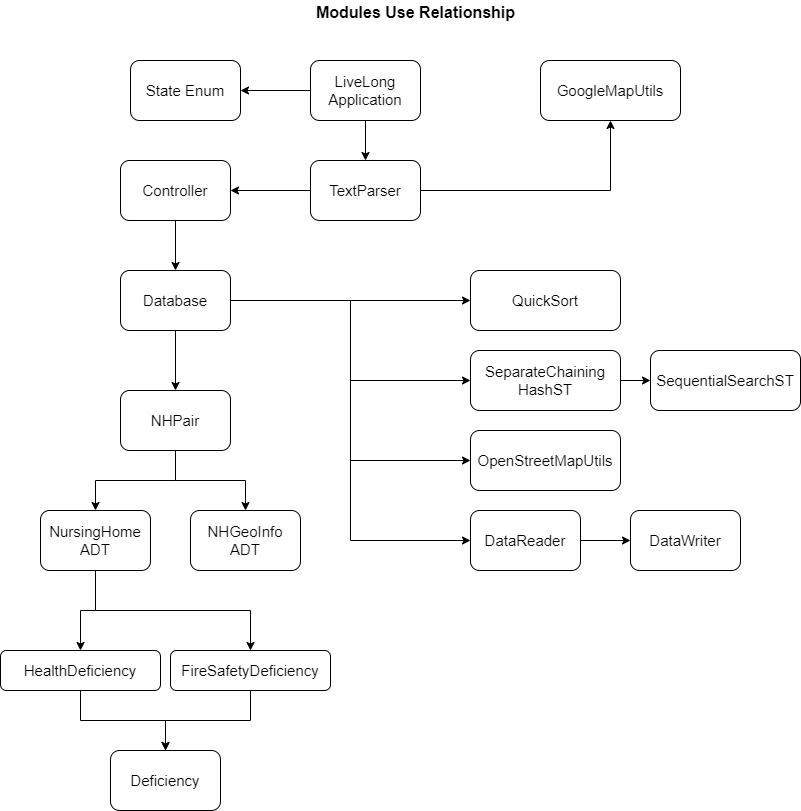 Modules Use Relationship
State Enum
LiveLong
Application
GoogleMapUtils
Controller
TextParser
Database
QuickSort
SeparateChaining
HashST
SequentialSearchST
NHPair
OpenStreetMapUtils
NursingHome
ADT
NHGeoInfo
ADT
DataReader
DataWriter
HealthDeficiency
FireSafetyDeficiency
Deficiency